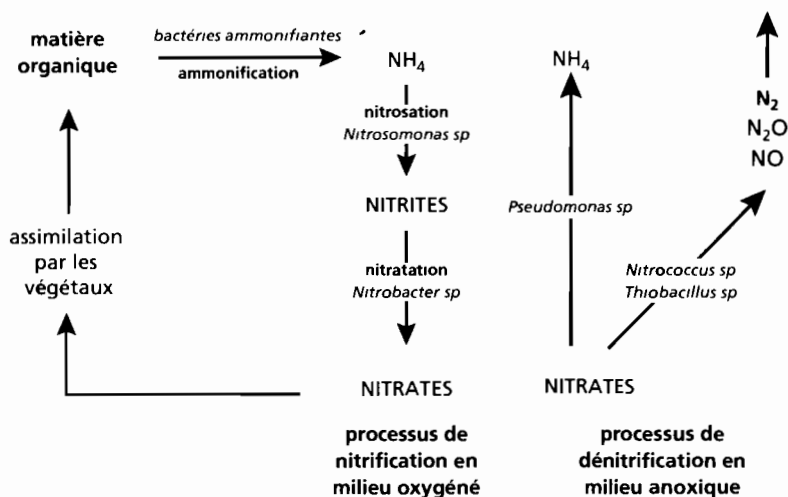 matière
organique
bactéries ammonifiantes
ammonification
NH4
nitrosation
Nitrosomonas sp
NITRITES
nitratation
Nitrobacter sp
NITRATES
assimilation
par les
végétaux
processus de
nitrification en
milieu oxygéné
NH4
Pseudomonas sp
NITRATES
N2
N2O
NO
Nitrococcus sp
Thiobacillus sp
processus de
dénitrification en
milieu anoxique